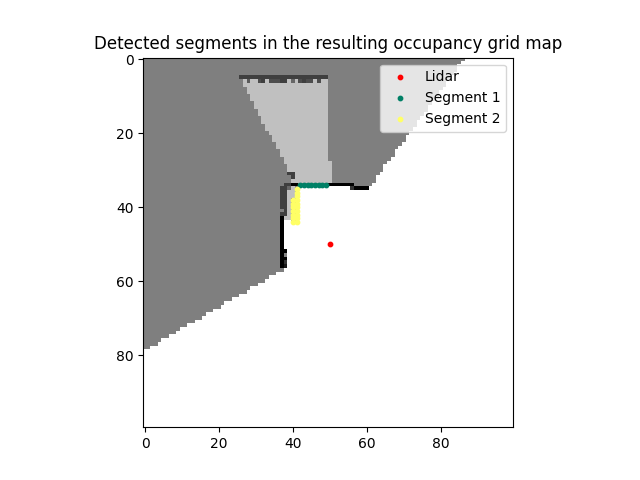 Detected segments in the resulting occupancy grid map
Lidar
Segment 1
Segment 2
0
20
40
60
80
0
20
40
60
80